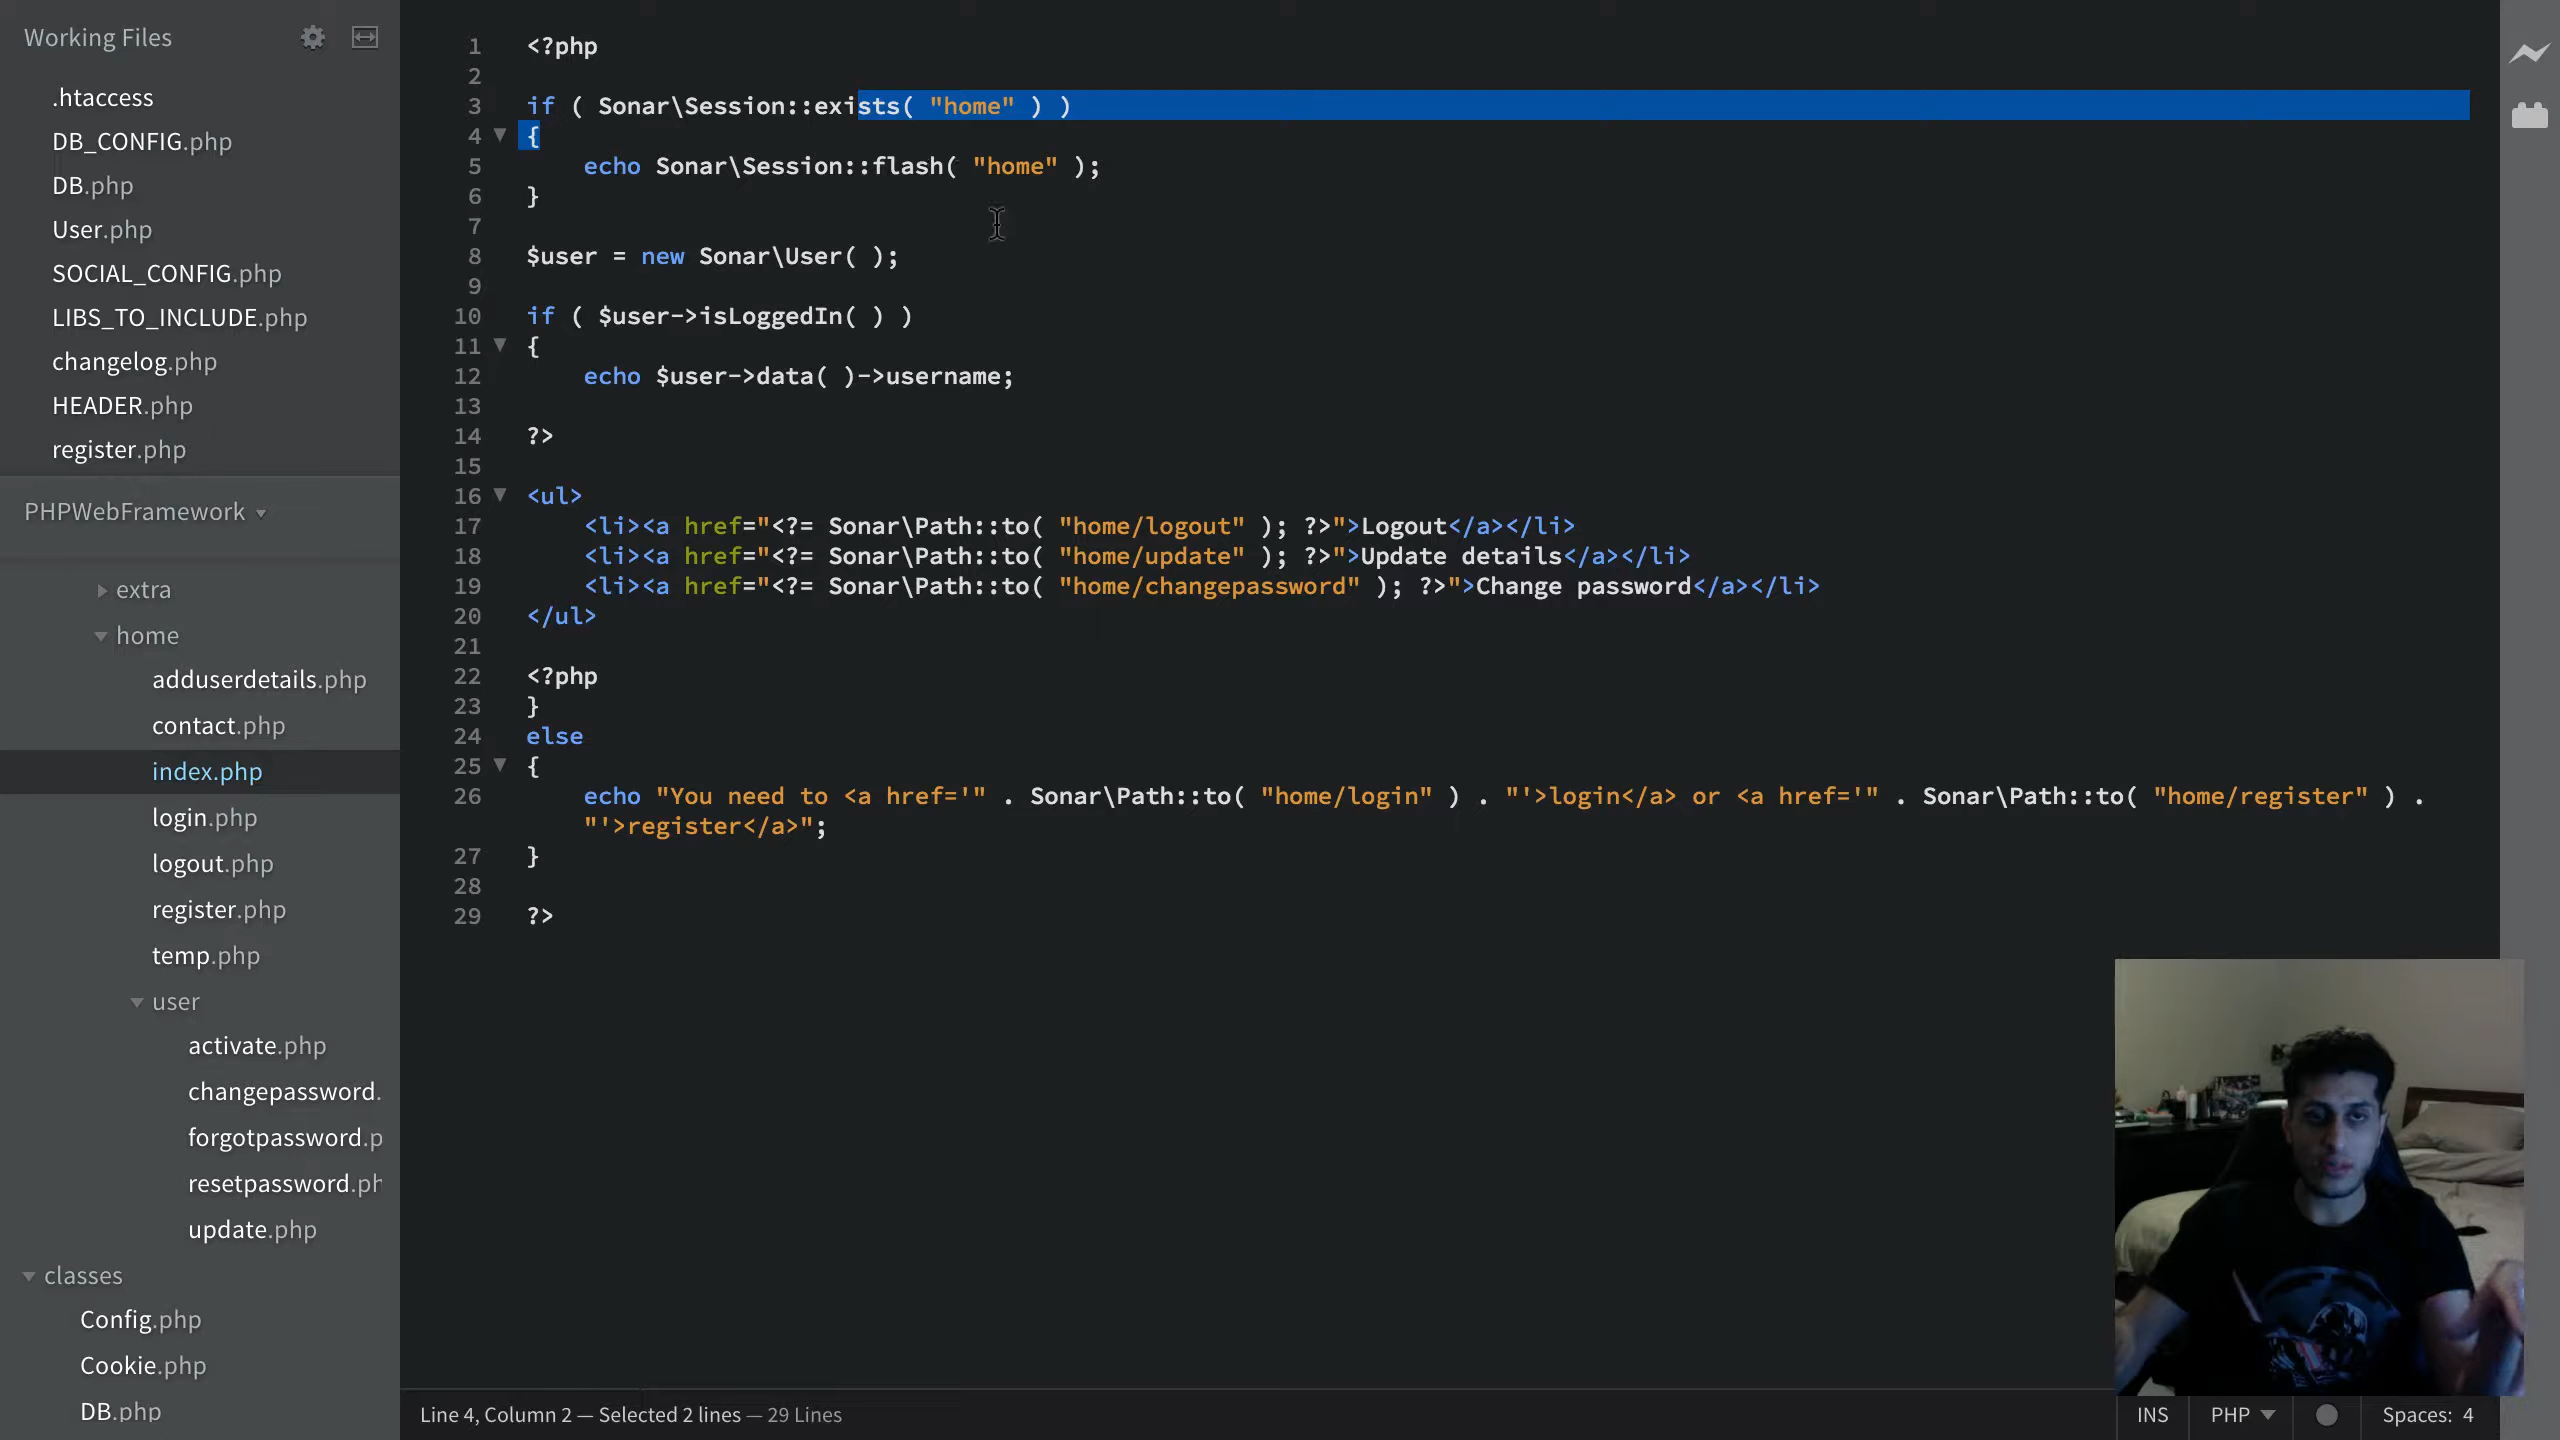 Working Files
.htaccess
DB_CONFIG.php
DB.php
User.php
SOCIAL_CONFIG.php
LIBS_TO_INCLUDE.php
changelog.php
HEADER.php
register.php
PHPWebFramework
extra
home
adduserdetails.php
contact.php
index.php
login.php
logout.php
register.php
temp.php
user
activate.php
changepassword.
forgotpassword.p
resetpassword.ph
update.php
classes
Config.php
Cookie.php
DB.php
1 <?php
2
3 if ( Sonar\Session::exists( "home" ) )
4 {
5 echo Sonar\Session::flash( "home" );
6 }
7
8 $user = new Sonar\User( );
9
10 if ( $user->isLoggedIn( ) )
11 {
12 echo $user->data( )->username;
13
14 ?>
15
16 <ul>
17 <li><a href="<?= Sonar\Path::to( "home/logout" ); ?>">Logout</a></li>
18 <li><a href="<?= Sonar\Path::to( "home/update" ); ?>">Update details</a></li>
19 <li><a href="<?= Sonar\Path::to( "home/changepassword" ); ?>">Change password</a></li>
20 </ul>
21
22 <?php
23 }
24 else
25 {
26 echo "You need to <a href='" . Sonar\Path::to( "home/login" ) . "'>login</a> or <a href='" . Sonar\Path::to( "home/register" ) .
"'>register</a>";
27 }
28
29 ?>
Line 4, Column 2 — Selected 2 lines — 29 Lines
INS
PHP
Spaces: 4